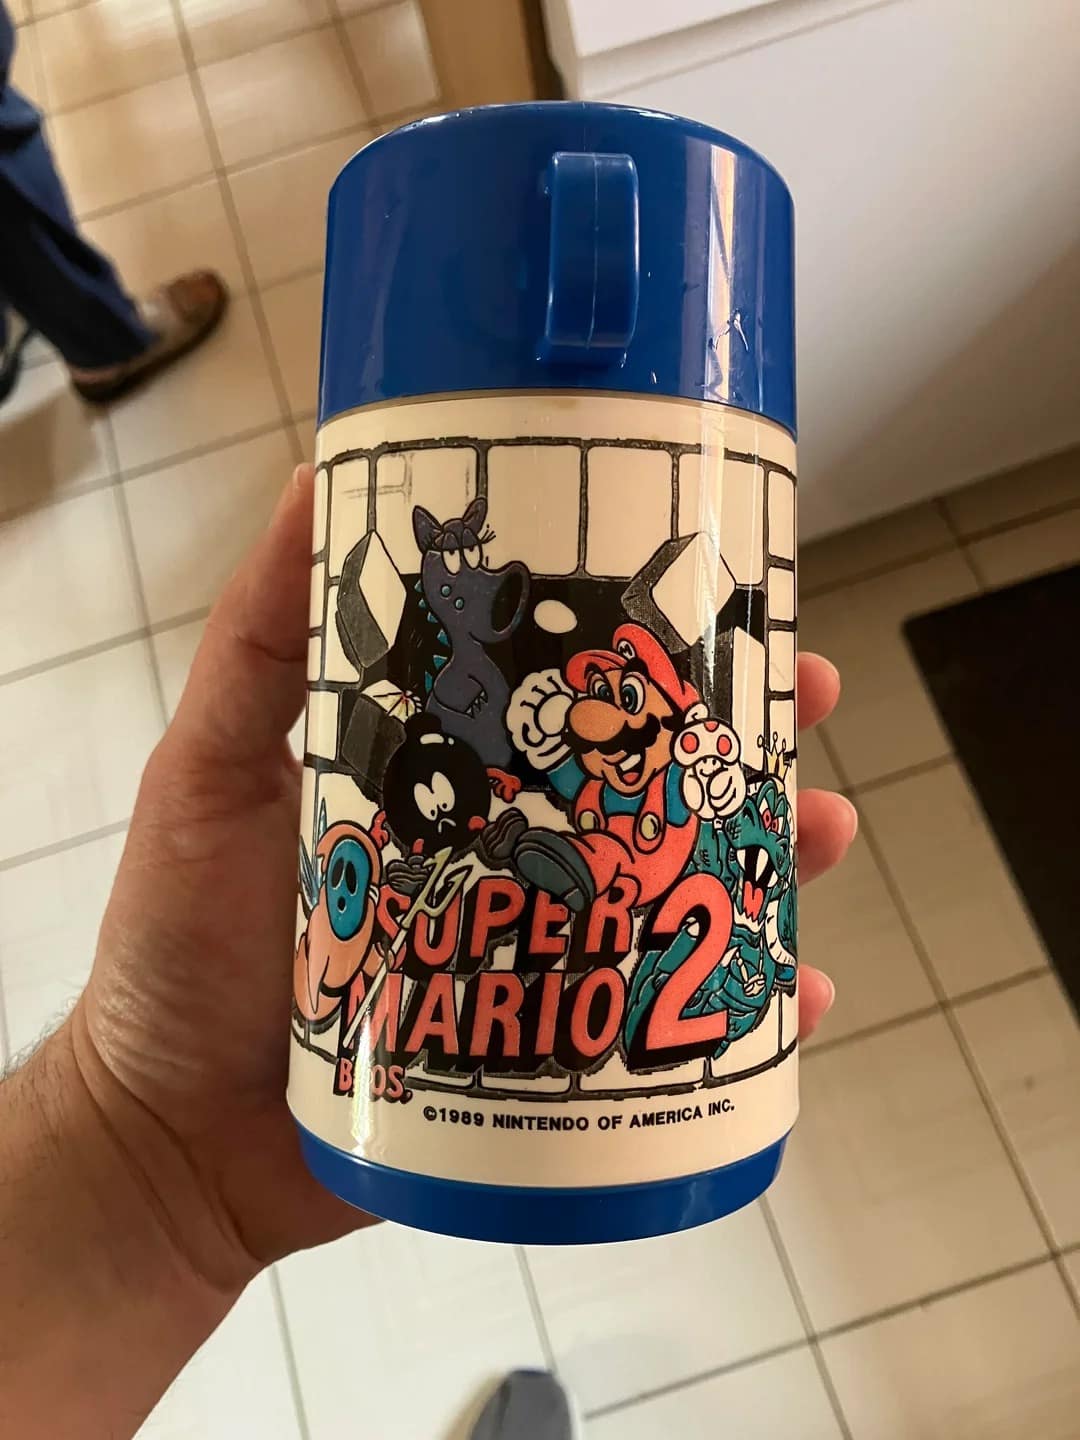 M
SUPER
MARIO 2
BROS.
©1989 NINTENDO OF AMERICA INC.